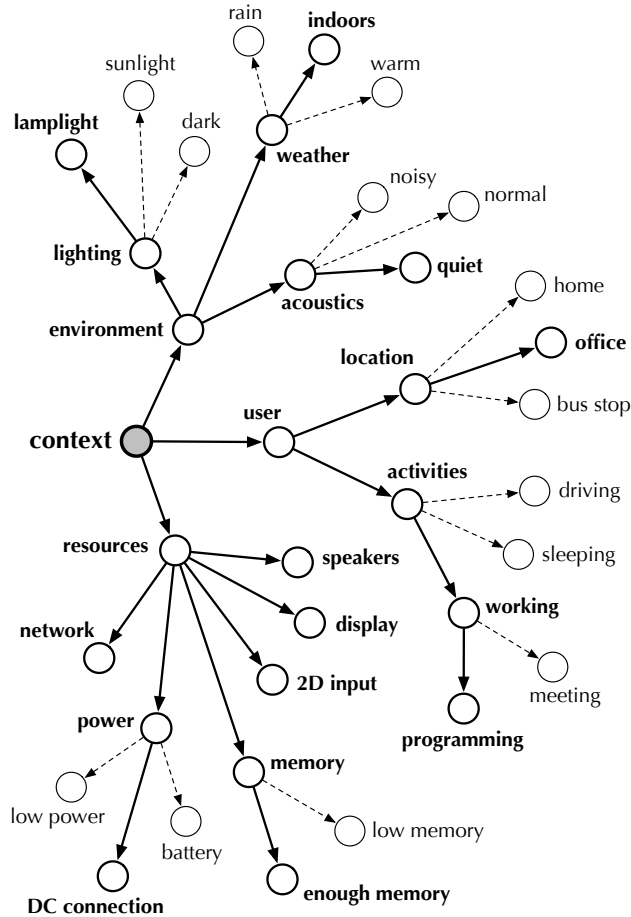 rain
indoors
sunlight
warm
lamplight
dark
weather
noisy
normal
lighting
quiet
acoustics
home
environment
office
location
user
bus stop
context
activities
driving
resources
speakers
sleeping
network
display
working
2D input
meeting
power
programming
memory
low power
low memory
battery
enough memory
DC connection